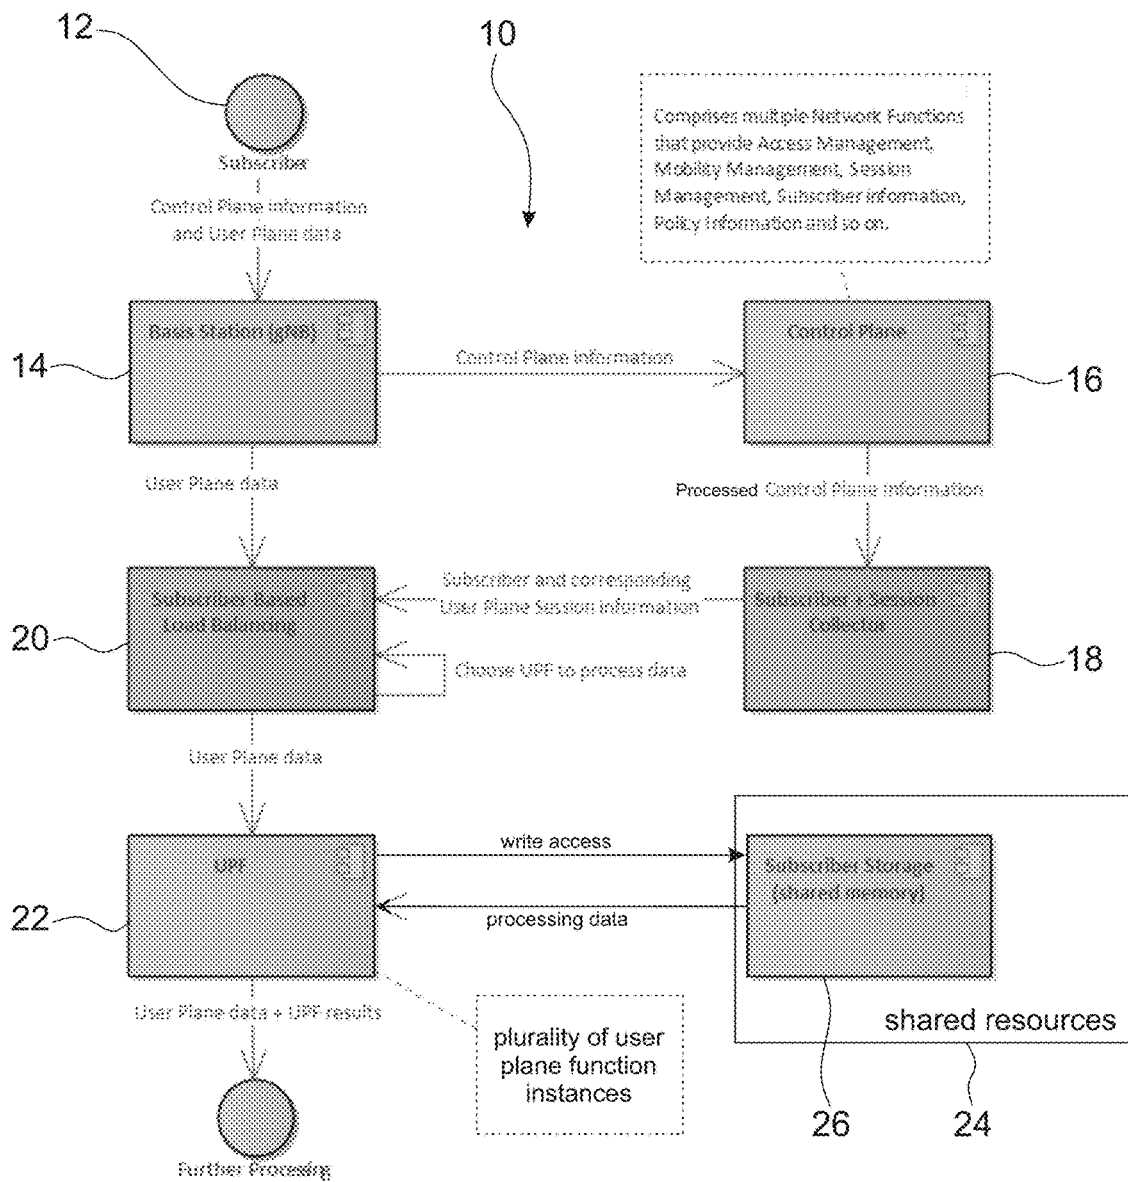 12
10
Subscriber
Comprises multiple Network Functions
that provide Access Management,
Mobility Management, Session
Management, Subscriber information,
Policy Information and so on.
Control Plane information
and User Plane data
Basis Station (gNB)
Control Plane
14
Control Plane information
16
User Plane data
Processed Control Plane information
Subscriber Based
Load Balancing
Subscriber and corresponding
User Plane Session information
Subscriber + Session
20
Choose UPF to process data
18
User Plane data
UPF
write access
Subscriber Storage
(shared memory)
processing data
22
User Plane data + UPF results
plurality of user
plane function
instances
shared resources
26
24
Further Procesing